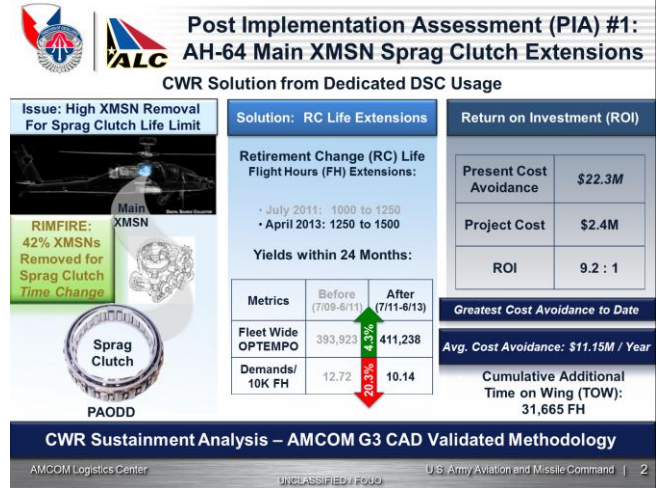 Post Implementation Assessment (PIA) #1:
ALC
AH-64 Main XMSN Sprag Clutch Extensions
CWR Solution from Dedicated DSC Usage
Issue: High XMSN Removal
For Sprag Clutch Life Limit
Main
XMSN
DIGITAL SOURCE COLLECTOR
RIMFIRE:
42% XMSNs
Removed for
Sprag Clutch
Time Change
Sprag
Clutch
PAODD
Solution: RC Life Extensions
Retirement Change (RC) Life
Flight Hours (FH) Extensions:
• July 2011: 1000 to 1250
• April 2013: 1250 to 1500
Yields within 24 Months:
Metrics Before (7/09-6/11) After (7/11-6/13)
Fleet Wide OPTEMPO 393,923 4.3% 411,238
Demands/ 10K FH 12.72 20.3% 10.14
Return on Investment (ROI)
Present Cost Avoidance $22.3M
Project Cost $2.4M
ROI 9.2 : 1
Greatest Cost Avoidance to Date
Avg. Cost Avoidance: $11.15M / Year
Cumulative Additional
Time on Wing (TOW):
31,665 FH
CWR Sustainment Analysis – AMCOM G3 CAD Validated Methodology
AMCOM Logistics Center
UNCLASSIFIED / FOUO
U.S. Army Aviation and Missile Command | 2